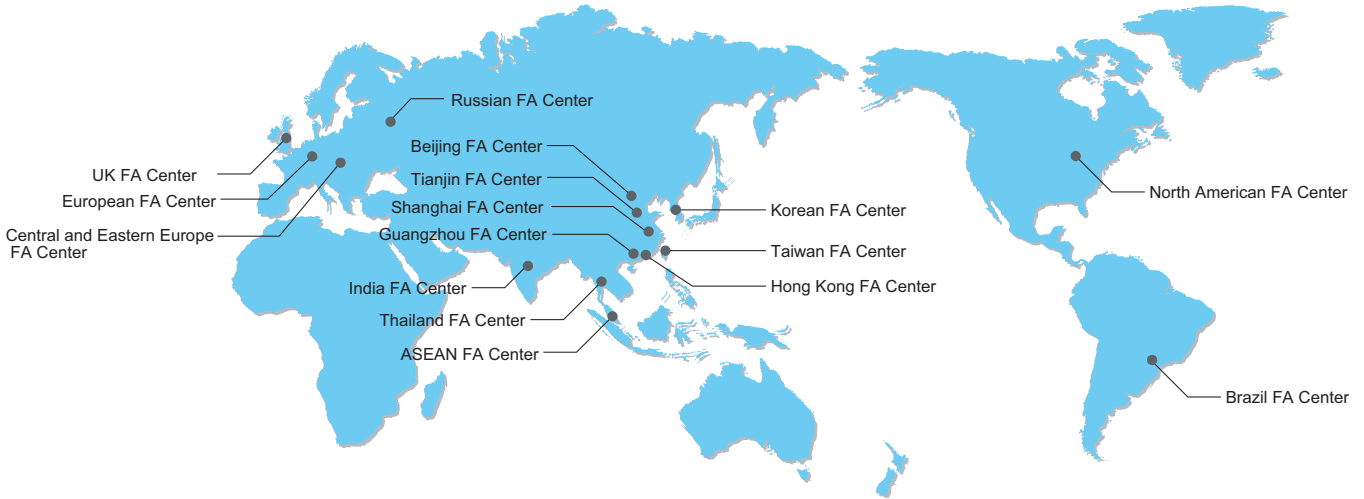 Russian FA Center
Beijing FA Center
UK FA Center
Tianjin FA Center
European FA Center
North American FA Center
Shanghai FA Center
Korean FA Center
Central and Eastern Europe
FA Center
Guangzhou FA Center
Taiwan FA Center
India FA Center
Hong Kong FA Center
Thailand FA Center
ASEAN FA Center
Brazil FA Center